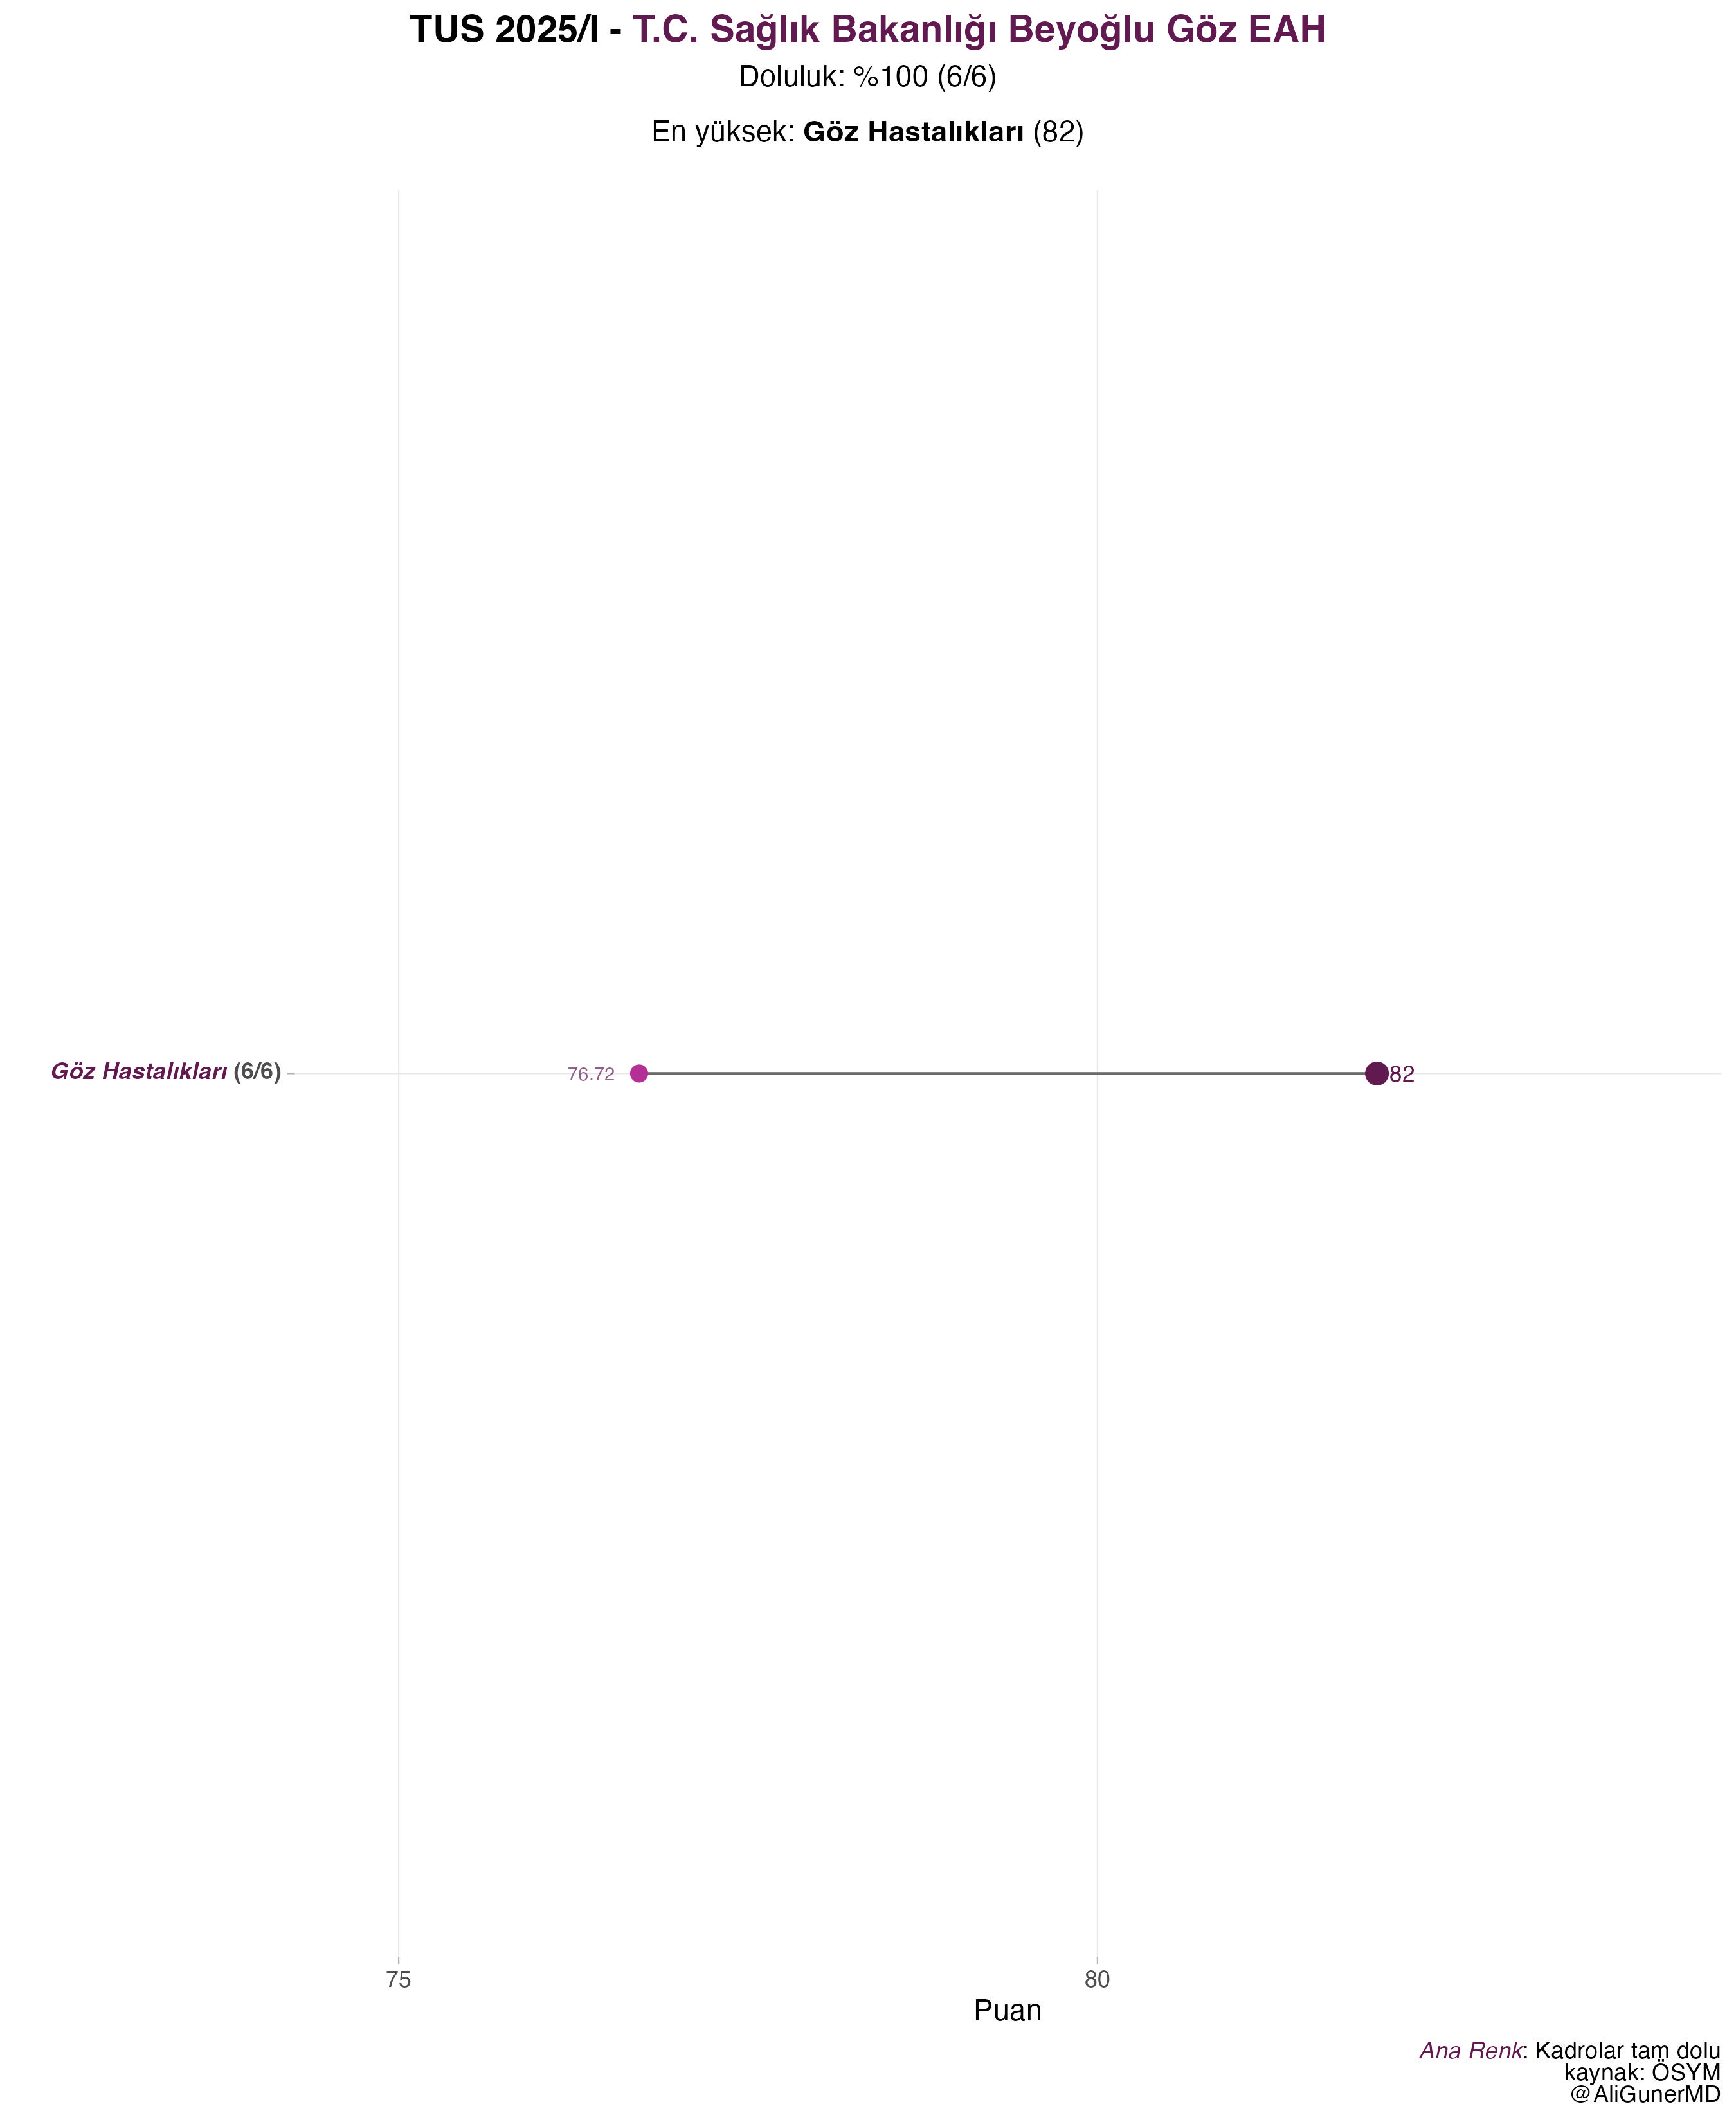 TUS 2025/I - T.C. Sağlık Bakanlığı Beyoğlu Göz EAH
Doluluk: %100 (6/6)
En yüksek: Göz Hastalıkları (82)
Göz Hastalıkları (6/6)
76.72
82
75
80
Puan
Ana Renk: Kadrolar tam dolu
kaynak: ÖSYM
@AliGunerMD